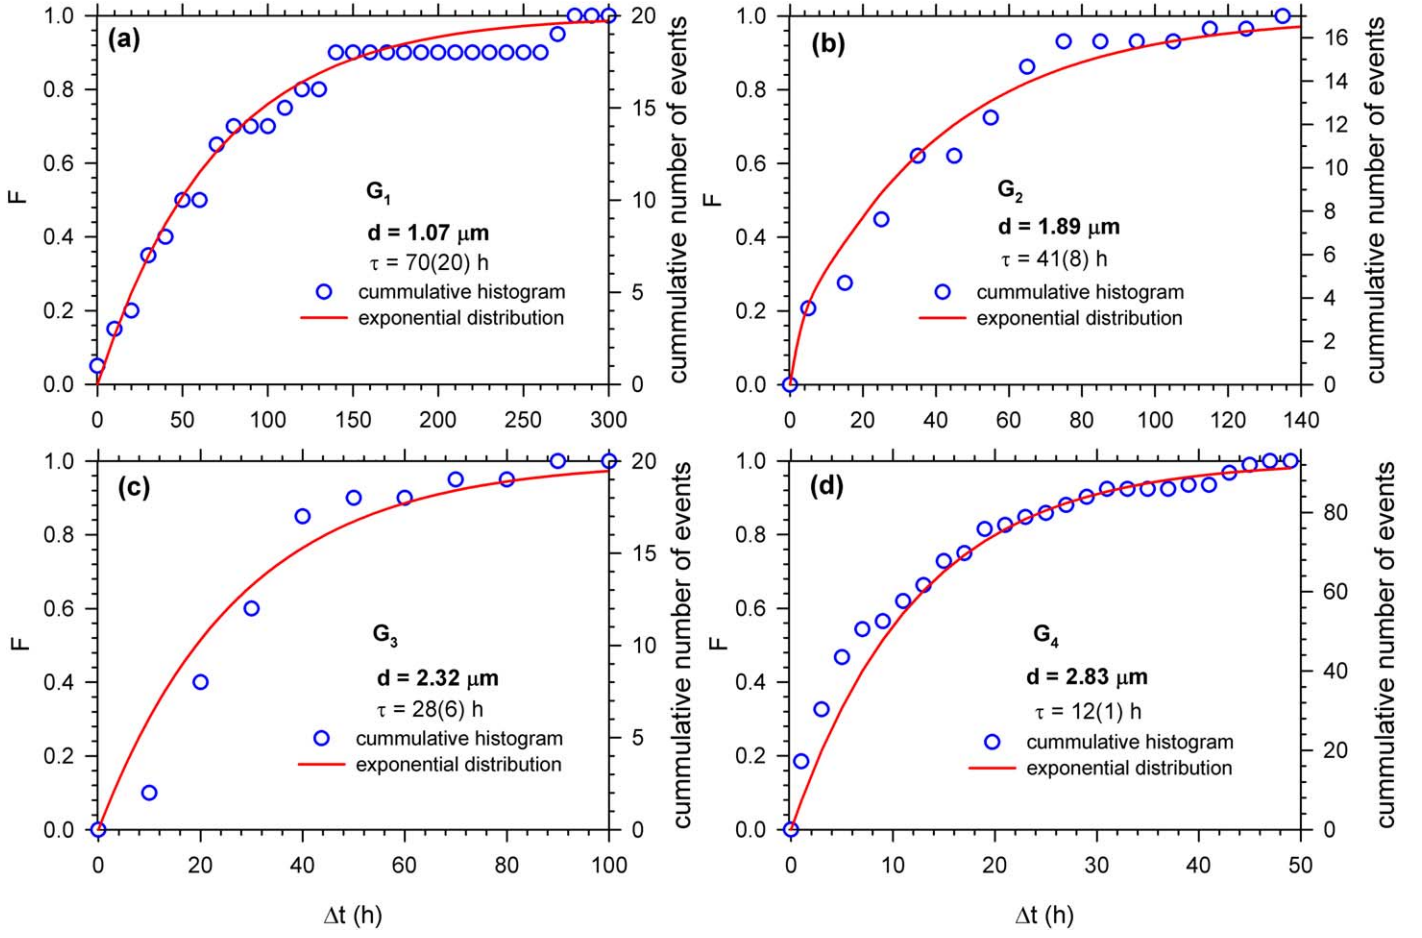 (a)
1.0
0.8
0.6
0.4
0.2
0.0
F
0 50 100 150 200 250 300
20
15
10
5
0
cummulative number of events
G1
d = 1.07 μm
τ = 70(20) h
cummulative histogram
exponential distribution
(b)
1.0
0.8
0.6
0.4
0.2
0.0
F
0 20 40 60 80 100 120 140
16
14
12
10
8
6
4
2
0
cummulative number of events
G2
d = 1.89 μm
τ = 41(8) h
cummulative histogram
exponential distribution
(c)
1.0
0.8
0.6
0.4
0.2
0.0
F
0 20 40 60 80 100
Δt (h)
20
15
10
5
0
cummulative number of events
G3
d = 2.32 μm
τ = 28(6) h
cummulative histogram
exponential distribution
(d)
1.0
0.8
0.6
0.4
0.2
0.0
F
0 10 20 30 40 50
Δt (h)
80
60
40
20
0
cummulative number of events
G4
d = 2.83 μm
τ = 12(1) h
cummulative histogram
exponential distribution